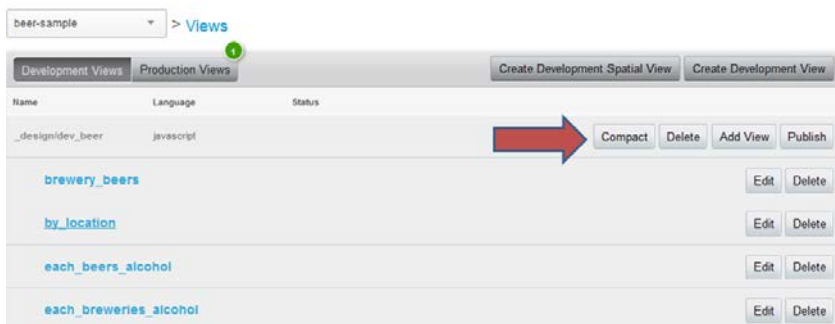 beer-sample > Views
1
Development Views Production Views Create Development Spatial View Create Development View
Name Language Status
_design/dev_beer javascript Compact Delete Add View Publish
brewery_beers Edit Delete
by_location Edit Delete
each_beers_alcohol Edit Delete
each_breweries_alcohol Edit Delete